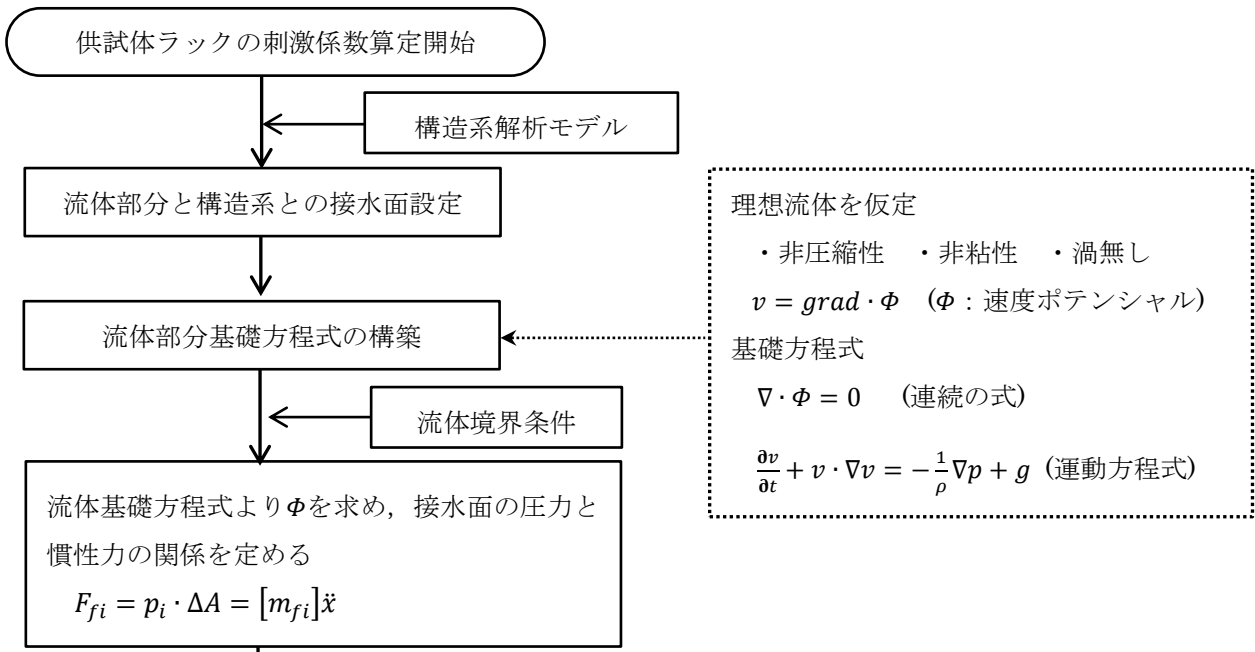 供試体ラックの刺激係数算定開始
構造系解析モデル
流体部分と構造系との接水面設定
流体部分基礎方程式の構築
流体境界条件
流体基礎方程式よりΦを求め，接水面の圧力と
慣性力の関係を定める
F_{fi} = p_i · ΔA = [m_{fi}]ẍ
理想流体を仮定
・非圧縮性　・非粘性　・渦無し
v = grad · Φ　(Φ：速度ポテンシャル)
基礎方程式
∇ · Φ = 0　(連続の式)
∂v/∂t + v · ∇v = −1/ρ ∇p + g (運動方程式)